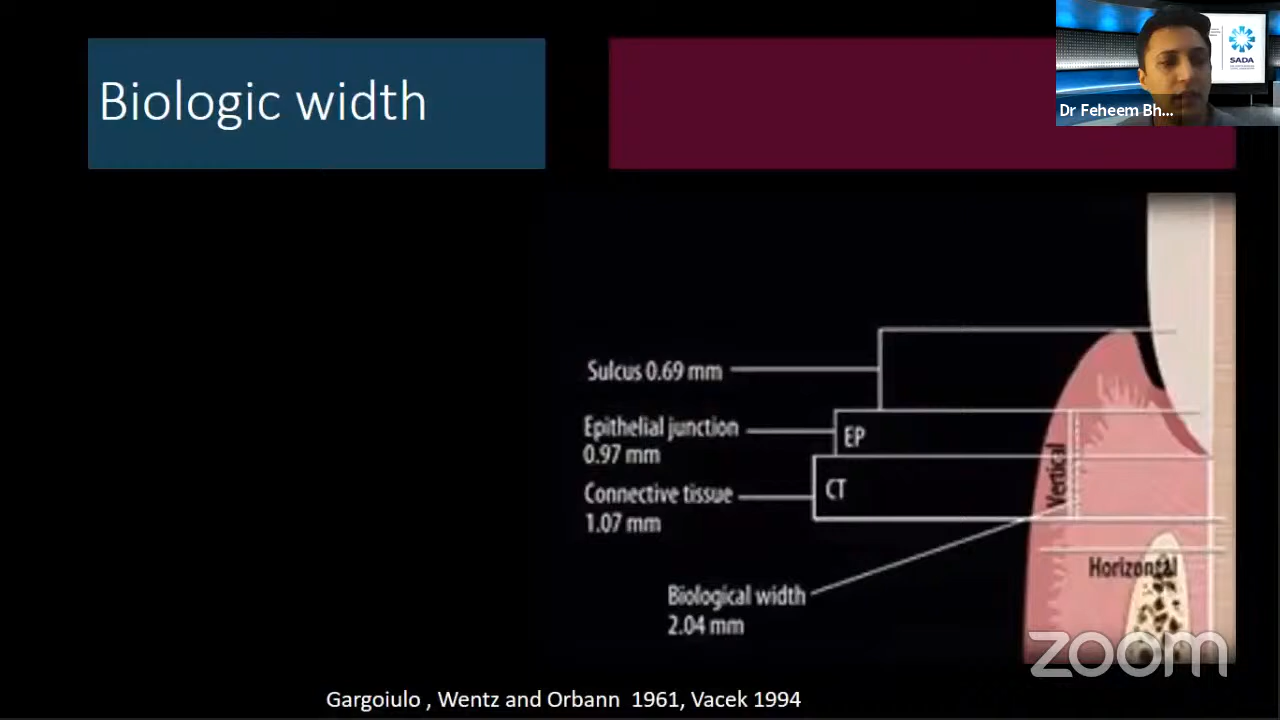 Biologic width
SADA
Dr Feheem Bh...
Sulcus 0.69 mm
Epithelial junction
0.97 mm
EP
Connective tissue
1.07 mm
CT
Vertical
Horizontal
Biological width
2.04 mm
zoom
Gargoiulo , Wentz and Orbann 1961, Vacek 1994